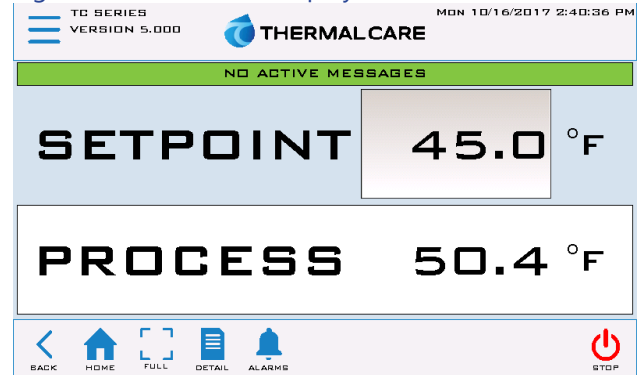 TC SERIES
VERSION 5.000
THERMALCARE
MON 10/16/2017 2:40:36 PM
NO ACTIVE MESSAGES
SETPOINT 45.0 °F
PROCESS 50.4 °F
BACK HOME FULL DETAIL ALARMS STOP